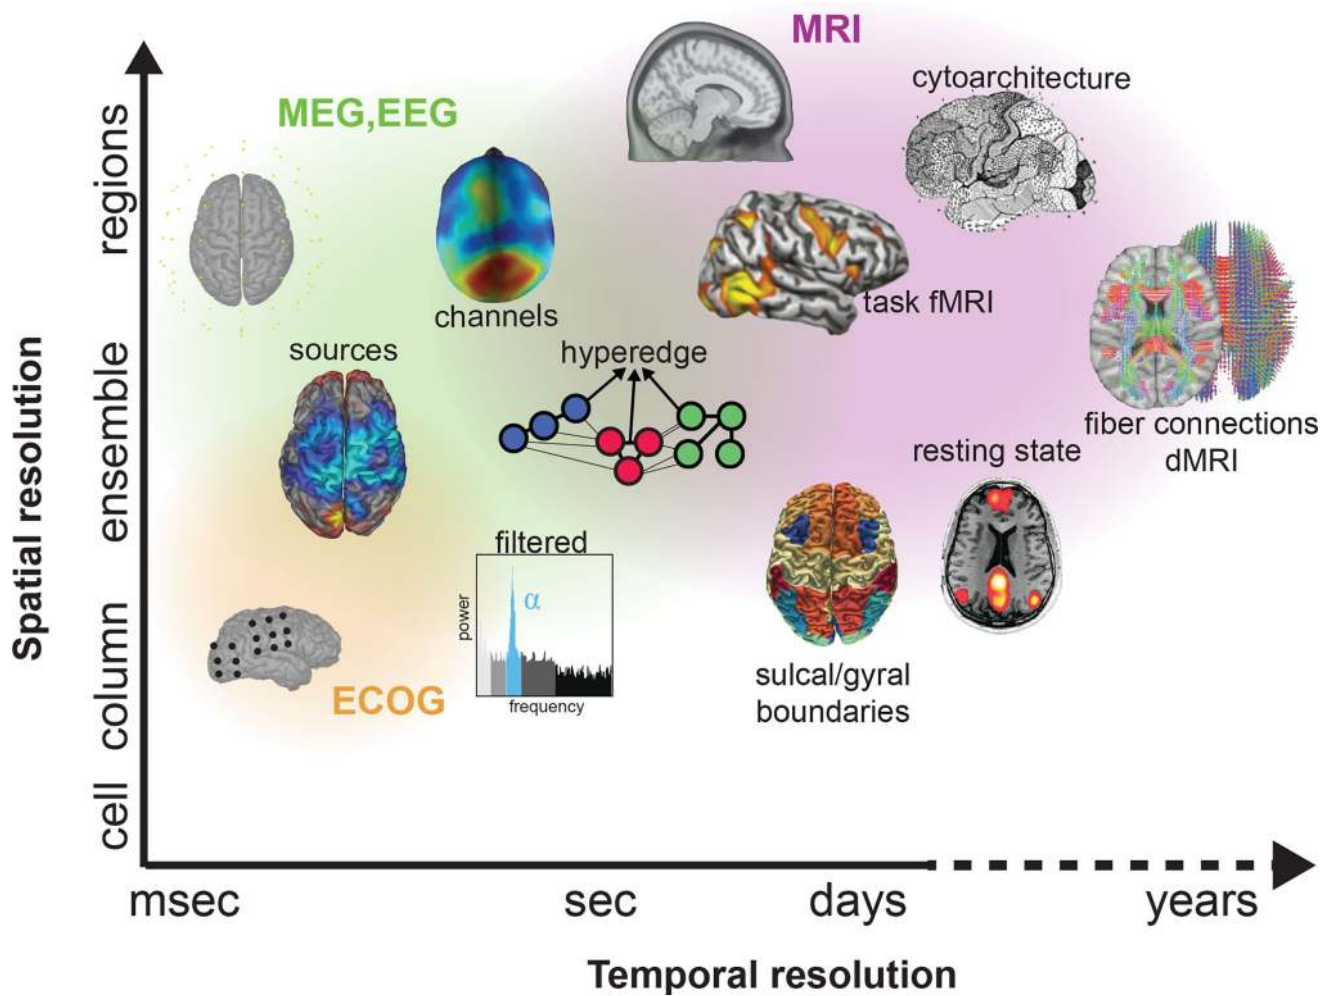 MRI
MEG,EEG
cytoarchitecture
channels
task fMRI
sources
hyperedge
fiber connections
dMRI
resting state
filtered
α
power
frequency
ECOG
sulcal/gyral
boundaries
Spatial resolution
regions
ensemble
column
cell
msec
sec
days
years
Temporal resolution